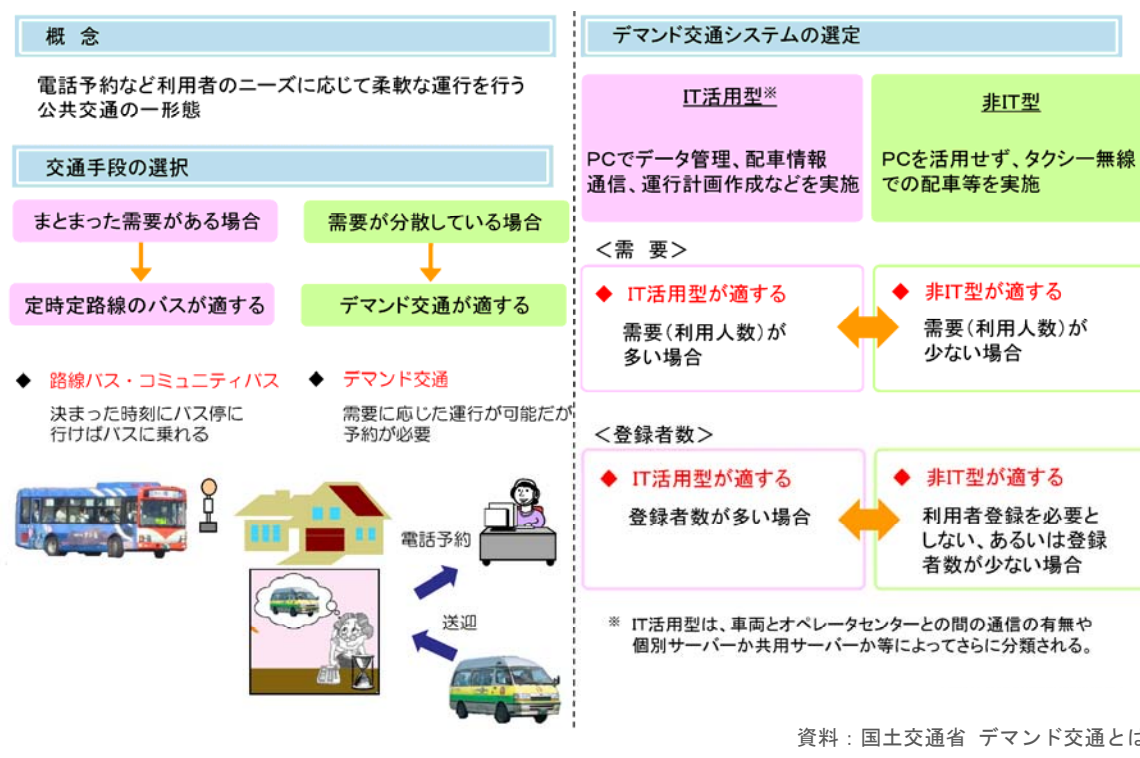 概 念
電話予約など利用者のニーズに応じて柔軟な運行を行う
公共交通の一形態
交通手段の選択
まとまった需要がある場合
需要が分散している場合
定時定路線のバスが適する
デマンド交通が適する
◆ 路線バス・コミュニティバス
決まった時刻にバス停に
行けばバスに乗れる
◆ デマンド交通
需要に応じた運行が可能だが
予約が必要
電話予約
送迎
デマンド交通システムの選定
IT活用型※
PCでデータ管理、配車情報
通信、運行計画作成などを実施
非IT型
PCを活用せず、タクシー無線
での配車等を実施
＜需 要＞
◆ IT活用型が適する
需要（利用人数）が
多い場合
◆ 非IT型が適する
需要（利用人数）が
少ない場合
＜登録者数＞
◆ IT活用型が適する
登録者数が多い場合
◆ 非IT型が適する
利用者登録を必要と
しない、あるいは登録
者数が少ない場合
※ IT活用型は、車両とオペレータセンターとの間の通信の有無や
個別サーバーか共用サーバーか等によってさらに分類される。
資料：国土交通省 デマンド交通とは